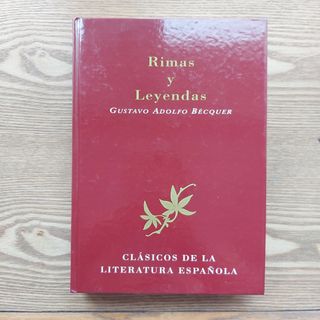 Rimas
y
Leyendas
GUSTAVO ADOLFO BÉCQUER
CLÁSICOS DE LA
LITERATURA ESPAÑOLA